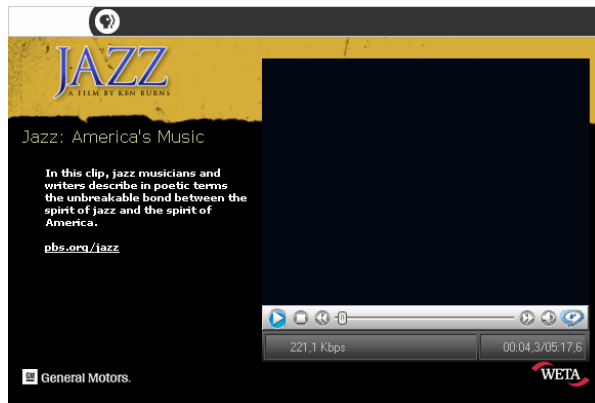 JAZZ
A FILM BY KEN BURNS
Jazz: America's Music
In this clip, jazz musicians and
writers describe in poetic terms
the unbreakable bond between the
spirit of jazz and the spirit of
America.
pbs.org/jazz
221,1 Kbps
00:04,3/05:17,6
GM
General Motors.
WETA